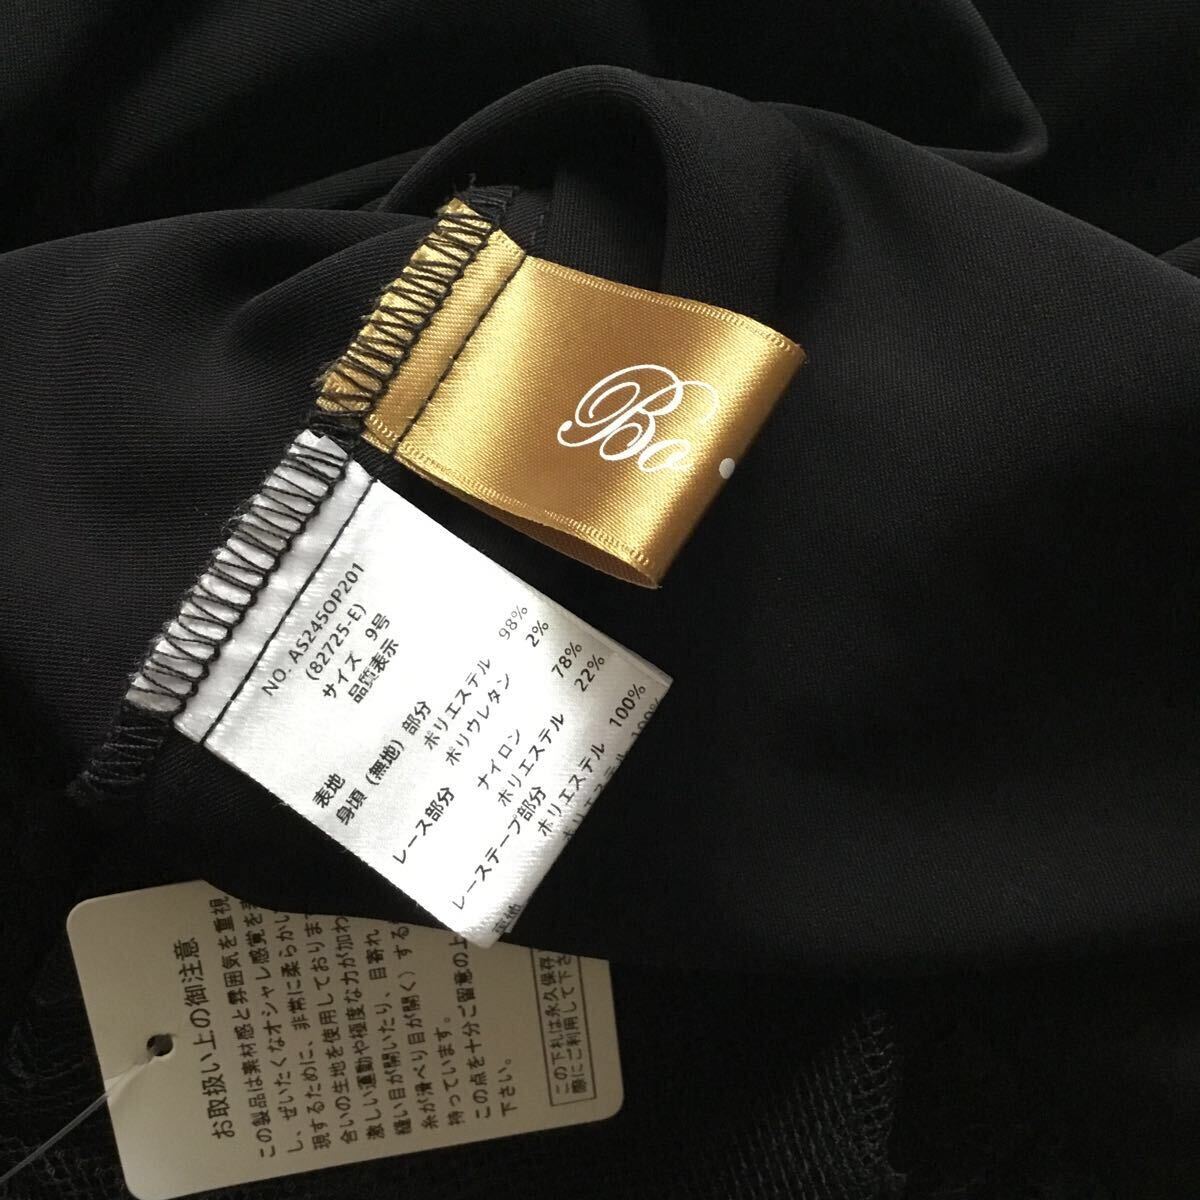 Bo
NO. AS245OP201
(82725-E)
サイズ 9号
品質表示
表地
身頃(無地)部分
ポリエステル 98%
ポリウレタン 2%
レース部分
ナイロン 78%
ポリエステル 22%
レーステープ部分
ポリエステル 100%
ポリエステル 100%
お取扱い上の御注意
この製品は素材感と雰囲気を重視
し、ぜいたくなオシャレ感覚を表
現するために、非常に柔らかい
合いの生地を使用しております
激しい運動や極度な力が加わ
縫い目が開いたり、目寄れ
糸が滑べり目が開く)する
持っています。
この点を十分ご留意の上
下さい。
この下札は永久保存
際にご利用して下さ